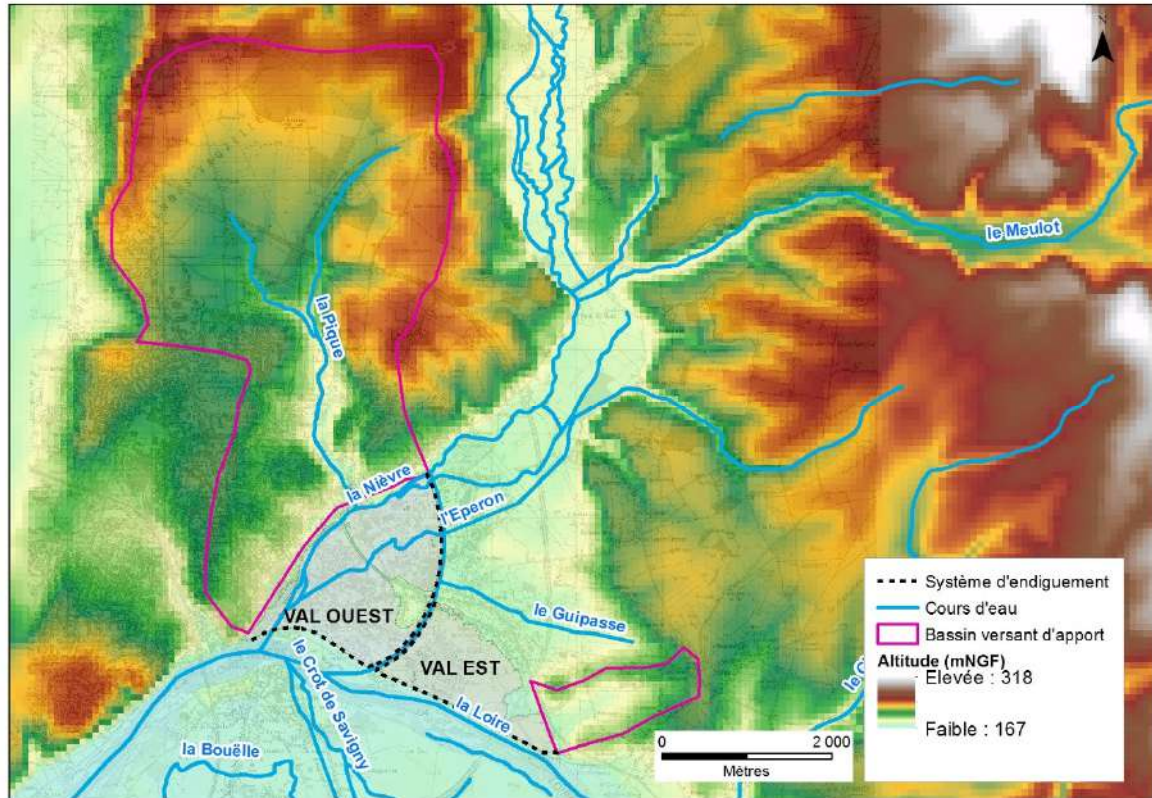 le Meulot
la Pique
la Nièvre
l'Eperon
le Guipasse
VAL OUEST
VAL EST
le Crot de Savigny
la Loire
la Bouëlle
0
2 000
Mètres
Système d'endiguement
Cours d'eau
Bassin versant d'apport
Altitude (mNGF)
Elevée : 318
Faible : 167